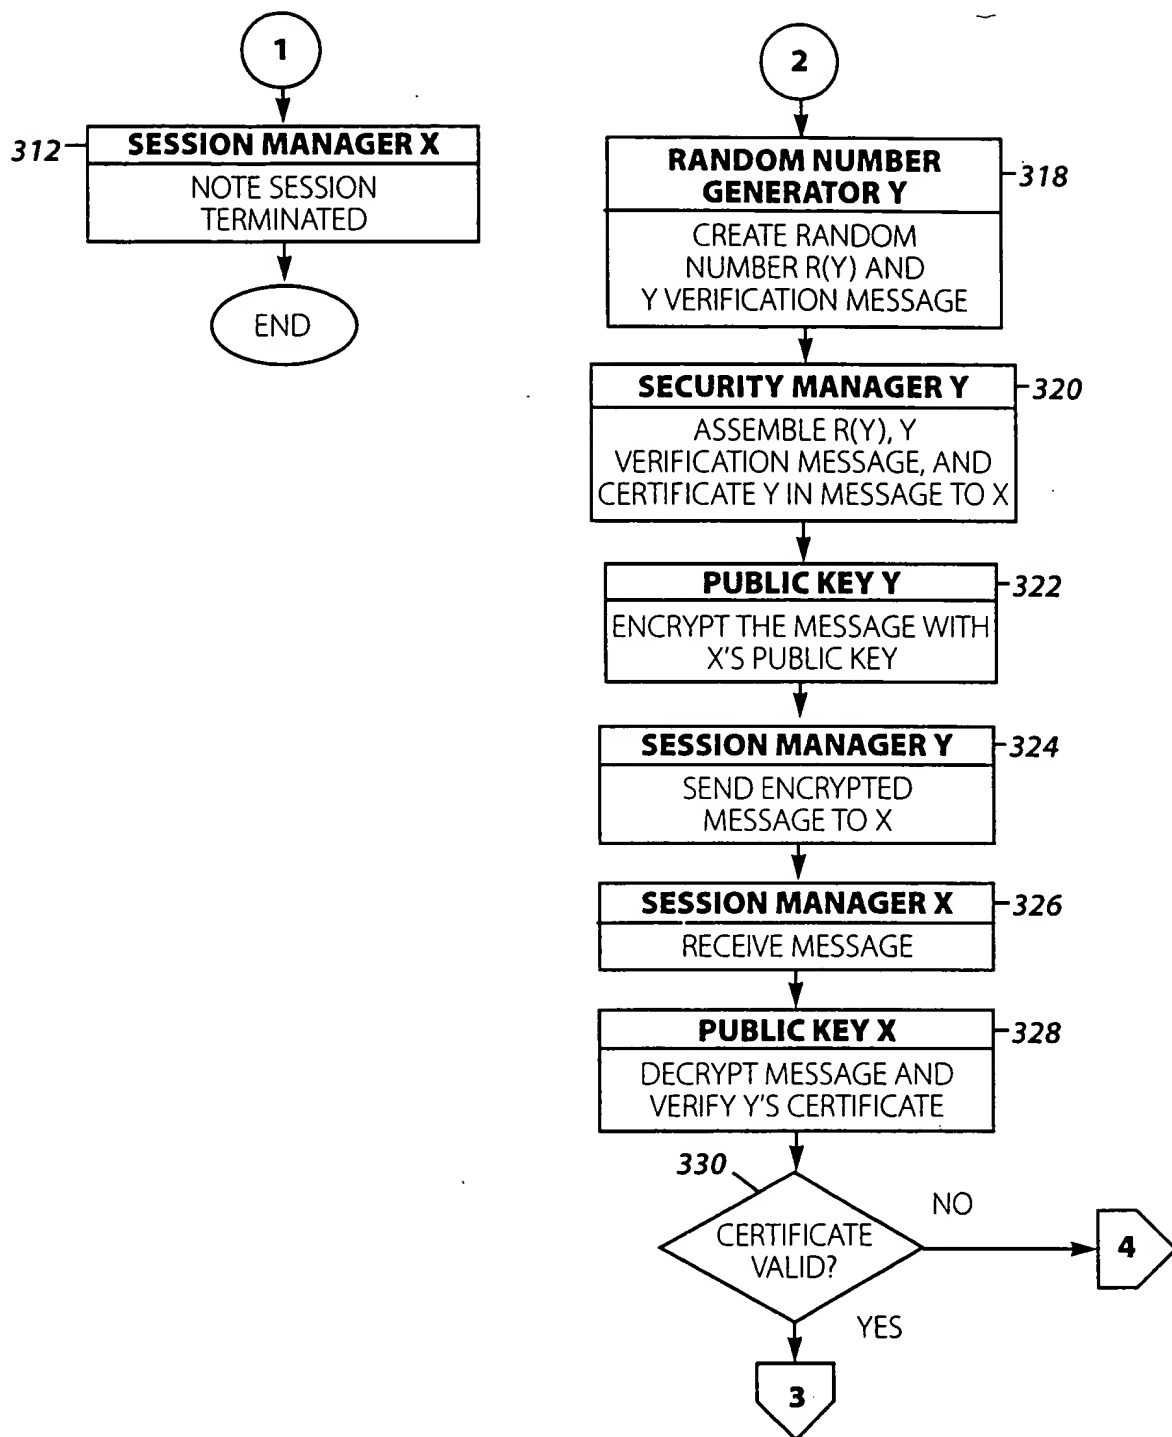 1
312
SESSION MANAGER X
NOTE SESSION
TERMINATED
END
2
RANDOM NUMBER
GENERATOR Y
318
CREATE RANDOM
NUMBER R(Y) AND
Y VERIFICATION MESSAGE
SECURITY MANAGER Y
320
ASSEMBLE R(Y), Y
VERIFICATION MESSAGE, AND
CERTIFICATE Y IN MESSAGE TO X
PUBLIC KEY Y
322
ENCRYPT THE MESSAGE WITH
X'S PUBLIC KEY
SESSION MANAGER Y
324
SEND ENCRYPTED
MESSAGE TO X
SESSION MANAGER X
326
RECEIVE MESSAGE
PUBLIC KEY X
328
DECRYPT MESSAGE AND
VERIFY Y'S CERTIFICATE
330
CERTIFICATE
VALID?
NO
4
YES
3